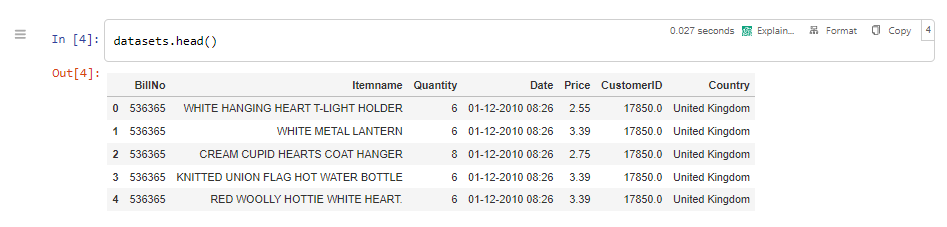 0.027 seconds Explain... Format Copy 4
In [4]: datasets.head()
Out[4]:
BillNo Itemname Quantity Date Price CustomerID Country
0 536365 WHITE HANGING HEART T-LIGHT HOLDER 6 01-12-2010 08:26 2.55 17850.0 United Kingdom
1 536365 WHITE METAL LANTERN 6 01-12-2010 08:26 3.39 17850.0 United Kingdom
2 536365 CREAM CUPID HEARTS COAT HANGER 8 01-12-2010 08:26 2.75 17850.0 United Kingdom
3 536365 KNITTED UNION FLAG HOT WATER BOTTLE 6 01-12-2010 08:26 3.39 17850.0 United Kingdom
4 536365 RED WOOLLY HOTTIE WHITE HEART. 6 01-12-2010 08:26 3.39 17850.0 United Kingdom